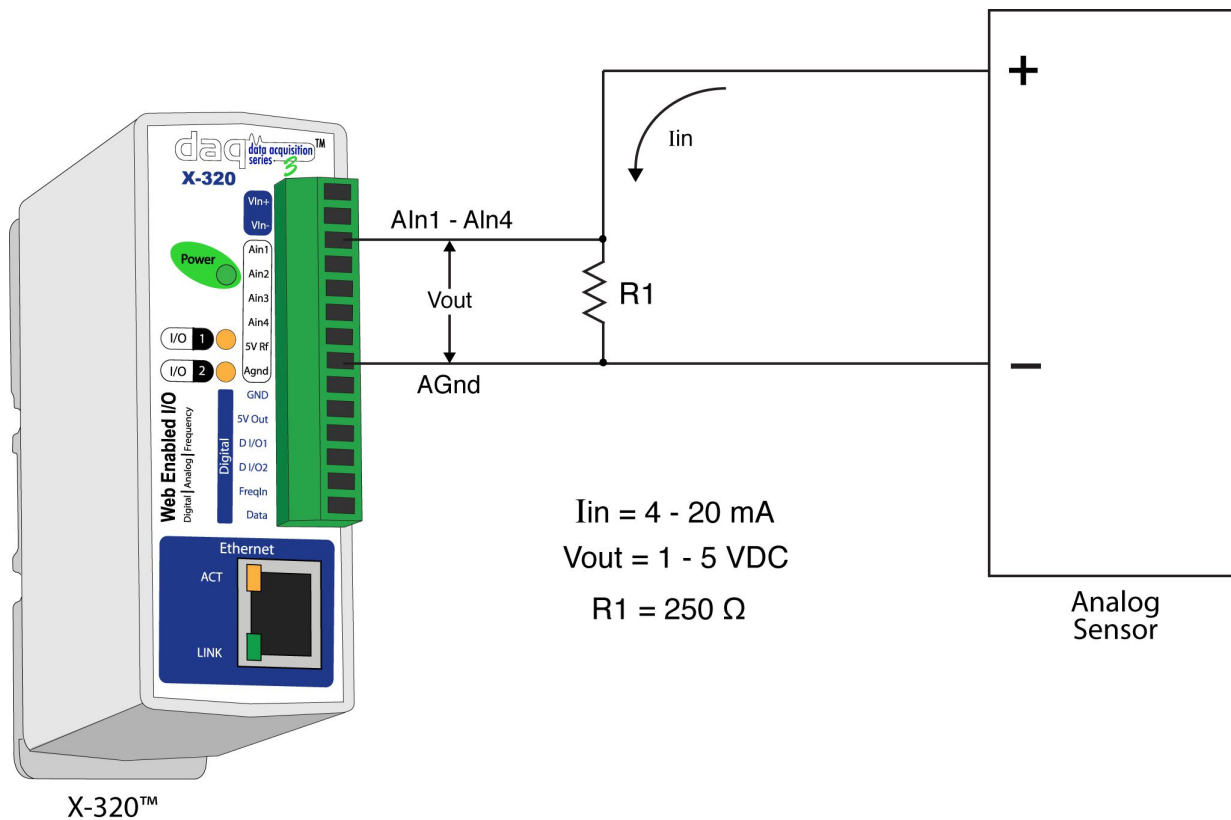 daq™
data acquisition
series 3
X-320
VIn+
VIn-
Power
Ain1
Ain2
Ain3
Ain4
5V Rf
Agnd
I/O 1
I/O 2
GND
5V Out
D I/O1
D I/O2
FreqIn
Data
Digital
Web Enabled I/O
Digital | Analog | Frequency
Ethernet
ACT
LINK
X-320™
AIn1 - AIn4
Vout
AGnd
Iin
R1
+
−
Iin = 4 - 20 mA
Vout = 1 - 5 VDC
R1 = 250 Ω
Analog
Sensor